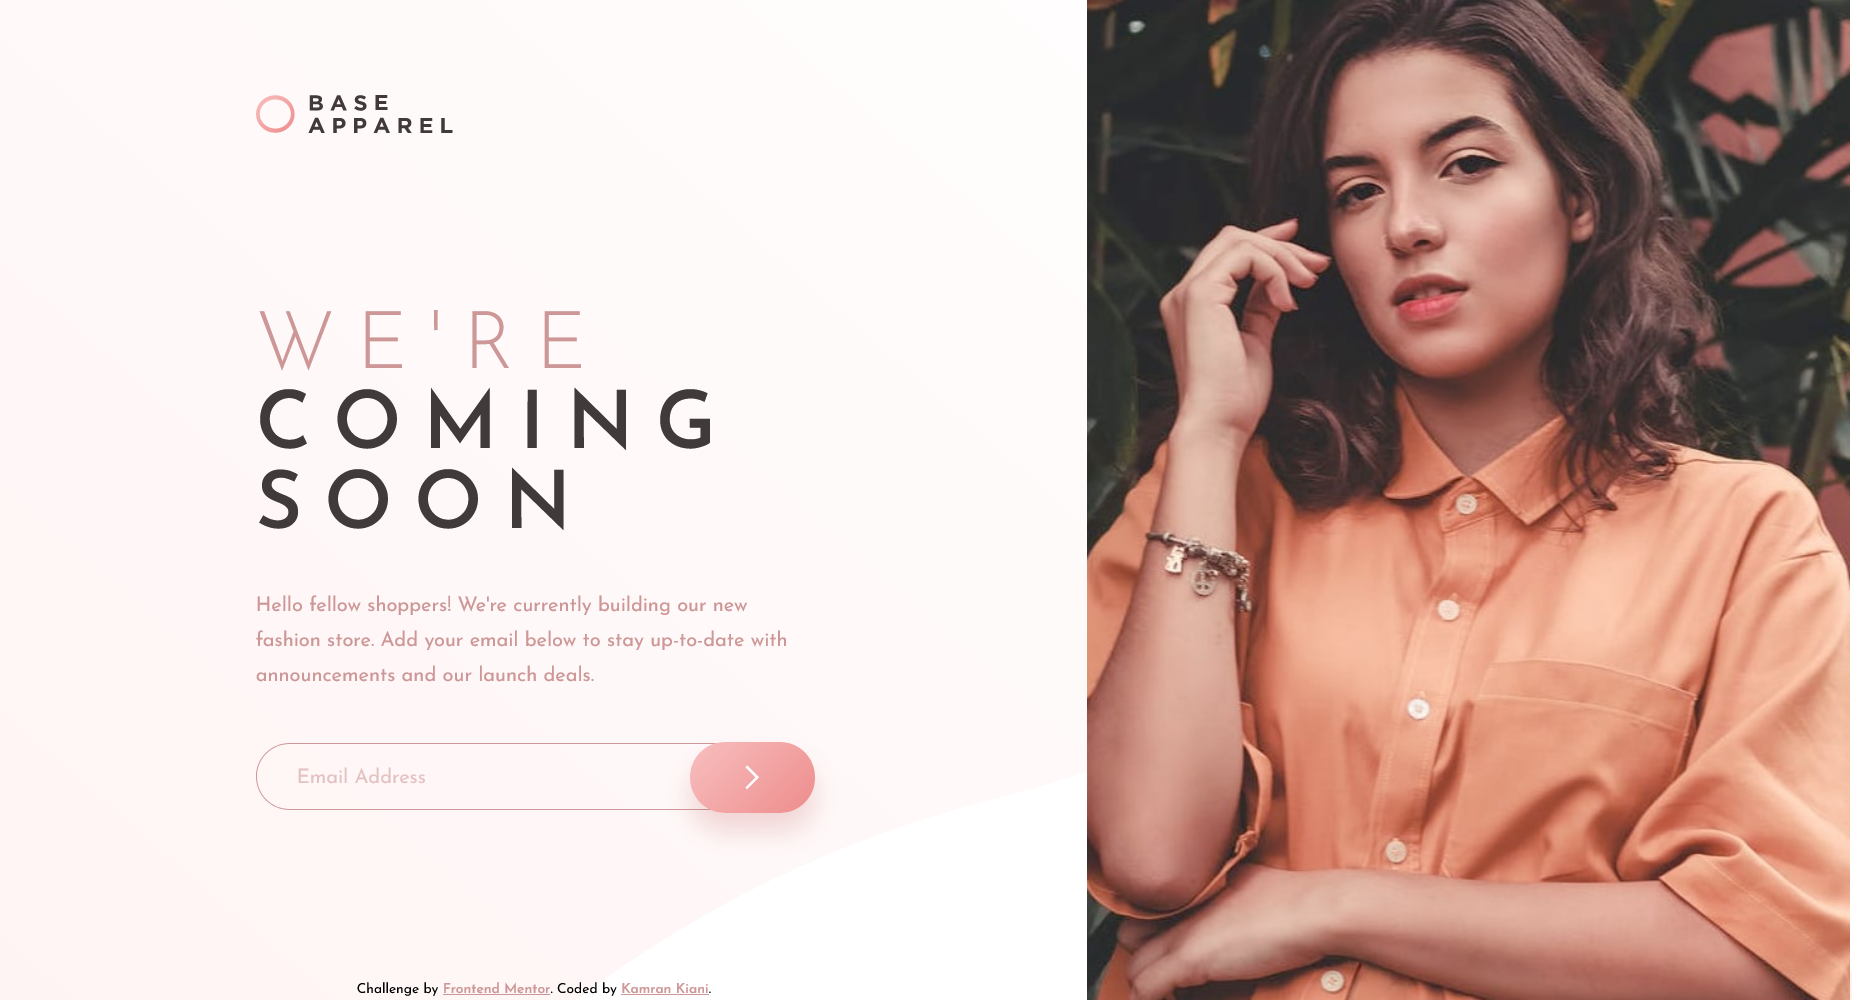 BASE
APPAREL
WE'RE
COMING
SOON
Hello fellow shoppers! We're currently building our new
fashion store. Add your email below to stay up-to-date with
announcements and our launch deals.
Email Address
Challenge by Frontend Mentor. Coded by Kamran Kiani.